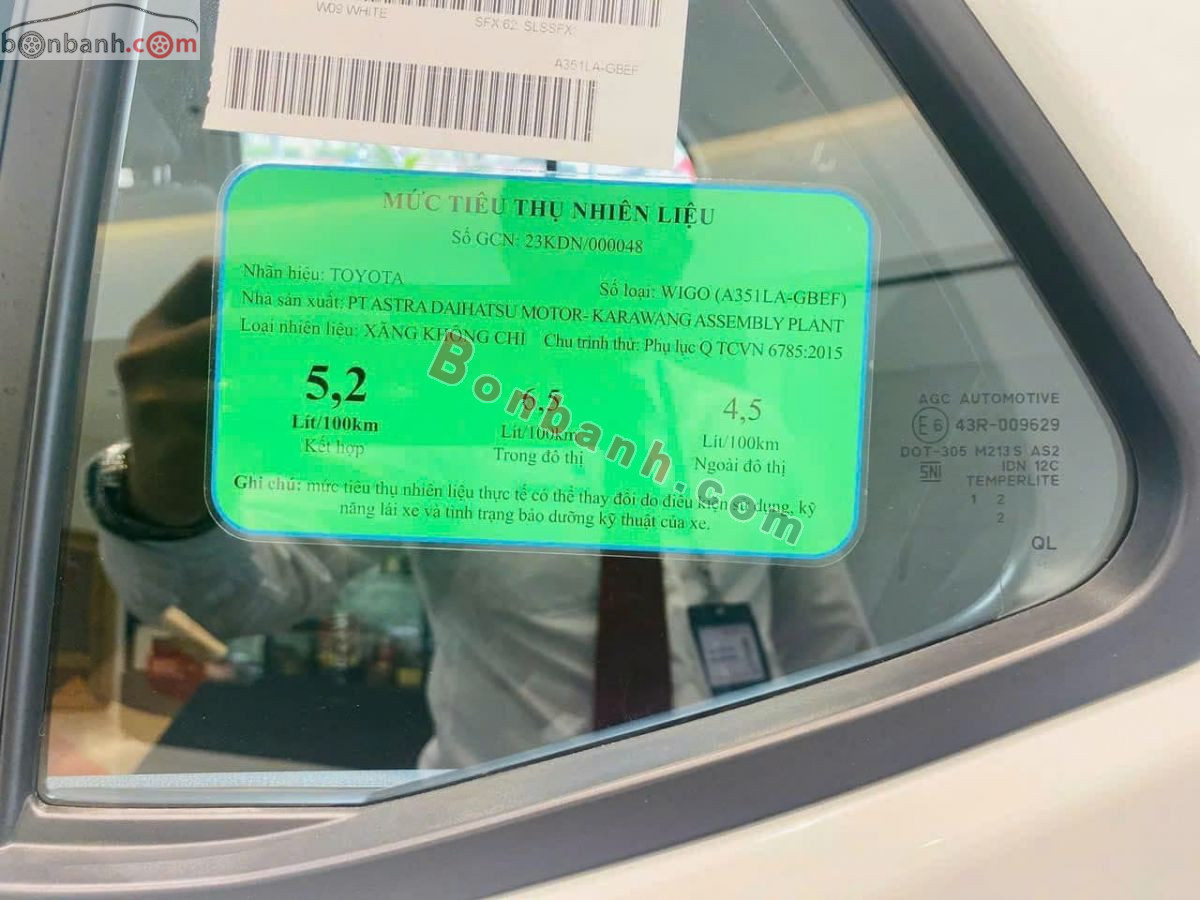 bonbanh.com
W09 WHITE
SFX:62 SLSSFX:
A351LA-GBEF
MỨC TIÊU THỤ NHIÊN LIỆU
Số GCN: 23KDN/000048
Nhãn hiệu: TOYOTA Số loại: WIGO (A351LA-GBEF)
Nhà sản xuất: PT ASTRA DAIHATSU MOTOR- KARAWANG ASSEMBLY PLANT
Loại nhiên liệu: XĂNG KHÔNG CHÌ Chu trình thử: Phụ lục Q TCVN 6785:2015
5,2 6,5 4,5
Lít/100km Lít/100km Lít/100km
Kết hợp Trong đô thị Ngoài đô thị
Ghi chú: mức tiêu thụ nhiên liệu thực tế có thể thay đổi do điều kiện sử dụng, kỹ
năng lái xe và tình trạng bảo dưỡng kỹ thuật của xe.
Bonbanh.com
AGC AUTOMOTIVE
E6 43R-009629
DOT-305 M213S AS2
SNI IDN 12C
TEMPERLITE
1 2
2
QL